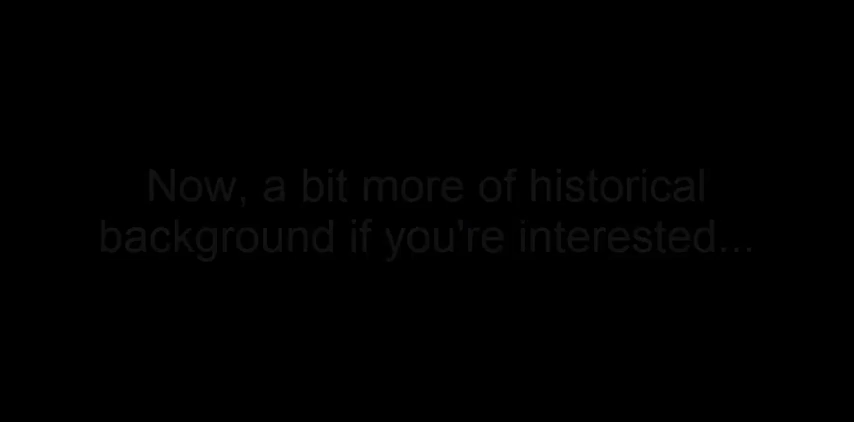 Now, a bit more of historical
background if you're interested...